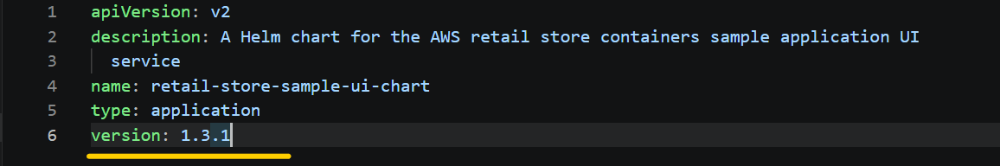 1 apiVersion: v2
2 description: A Helm chart for the AWS retail store containers sample application UI
3 service
4 name: retail-store-sample-ui-chart
5 type: application
6 version: 1.3.1